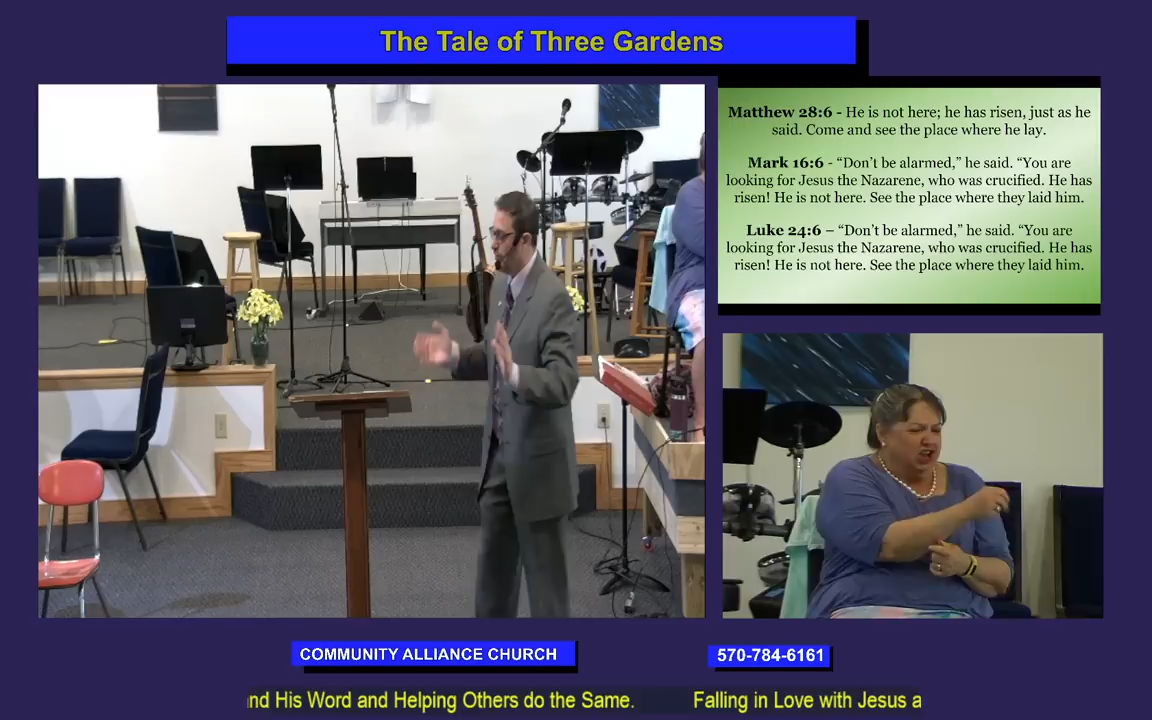 The Tale of Three Gardens
Matthew 28:6 - He is not here; he has risen, just as he
said. Come and see the place where he lay.
Mark 16:6 - “Don’t be alarmed,” he said. “You are
looking for Jesus the Nazarene, who was crucified. He has
risen! He is not here. See the place where they laid him.
Luke 24:6 – “Don’t be alarmed,” he said. “You are
looking for Jesus the Nazarene, who was crucified. He has
risen! He is not here. See the place where they laid him.
COMMUNITY ALLIANCE CHURCH
570-784-6161
nd His Word and Helping Others do the Same. Falling in Love with Jesus a